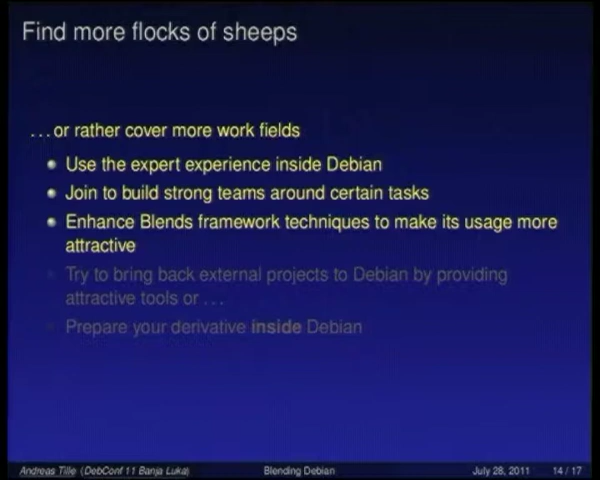 Find more flocks of sheeps
...or rather cover more work fields
Use the expert experience inside Debian
Join to build strong teams around certain tasks
Enhance Blends framework techniques to make its usage more
attractive
Try to bring back external projects to Debian by providing
attractive tools or ...
Prepare your derivative inside Debian
Andreas Tille (DebConf 11 Banja Luka) Blending Debian July 28, 2011 14 / 17